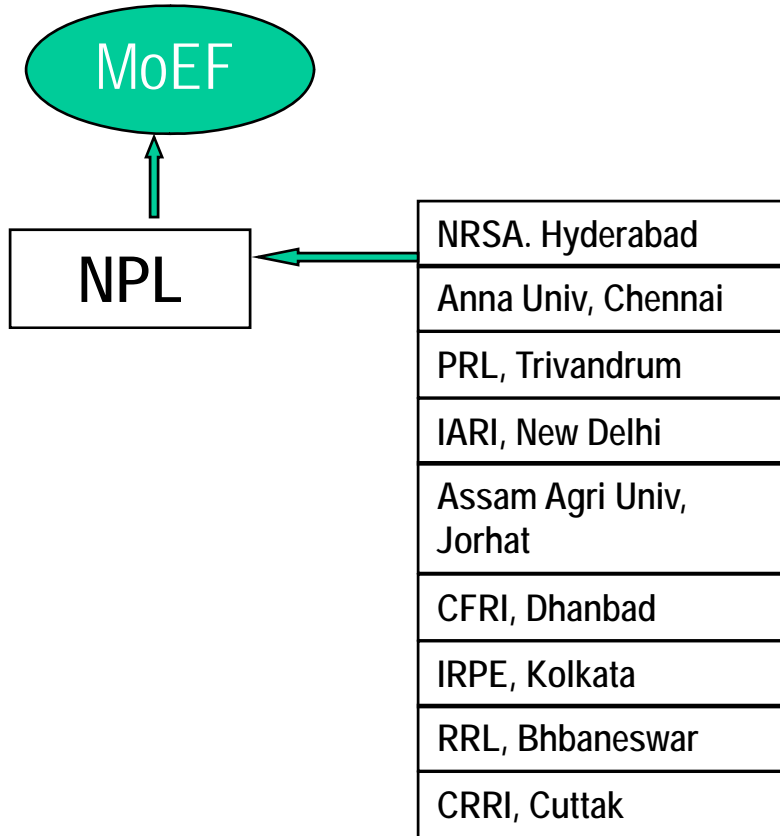 MoEF
NPL
NRSA. Hyderabad
Anna Univ, Chennai
PRL, Trivandrum
IARI, New Delhi
Assam Agri Univ,
Jorhat
CFRI, Dhanbad
IRPE, Kolkata
RRL, Bhbaneswar
CRRI, Cuttak